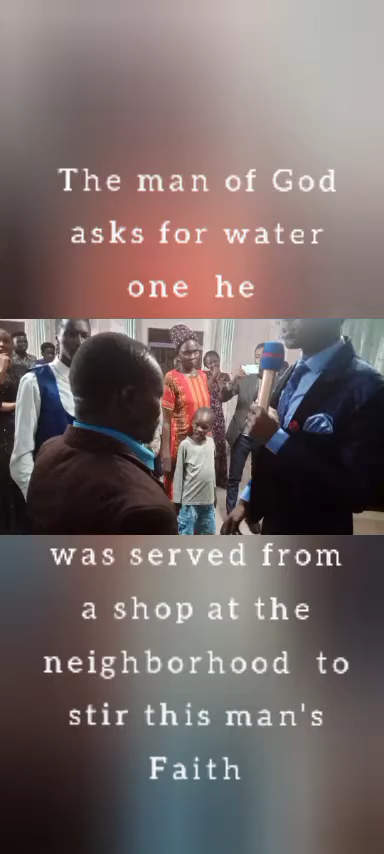 The man of God
asks for water
one he
was served from
a shop at the
neighborhood to
stir this man's
Faith